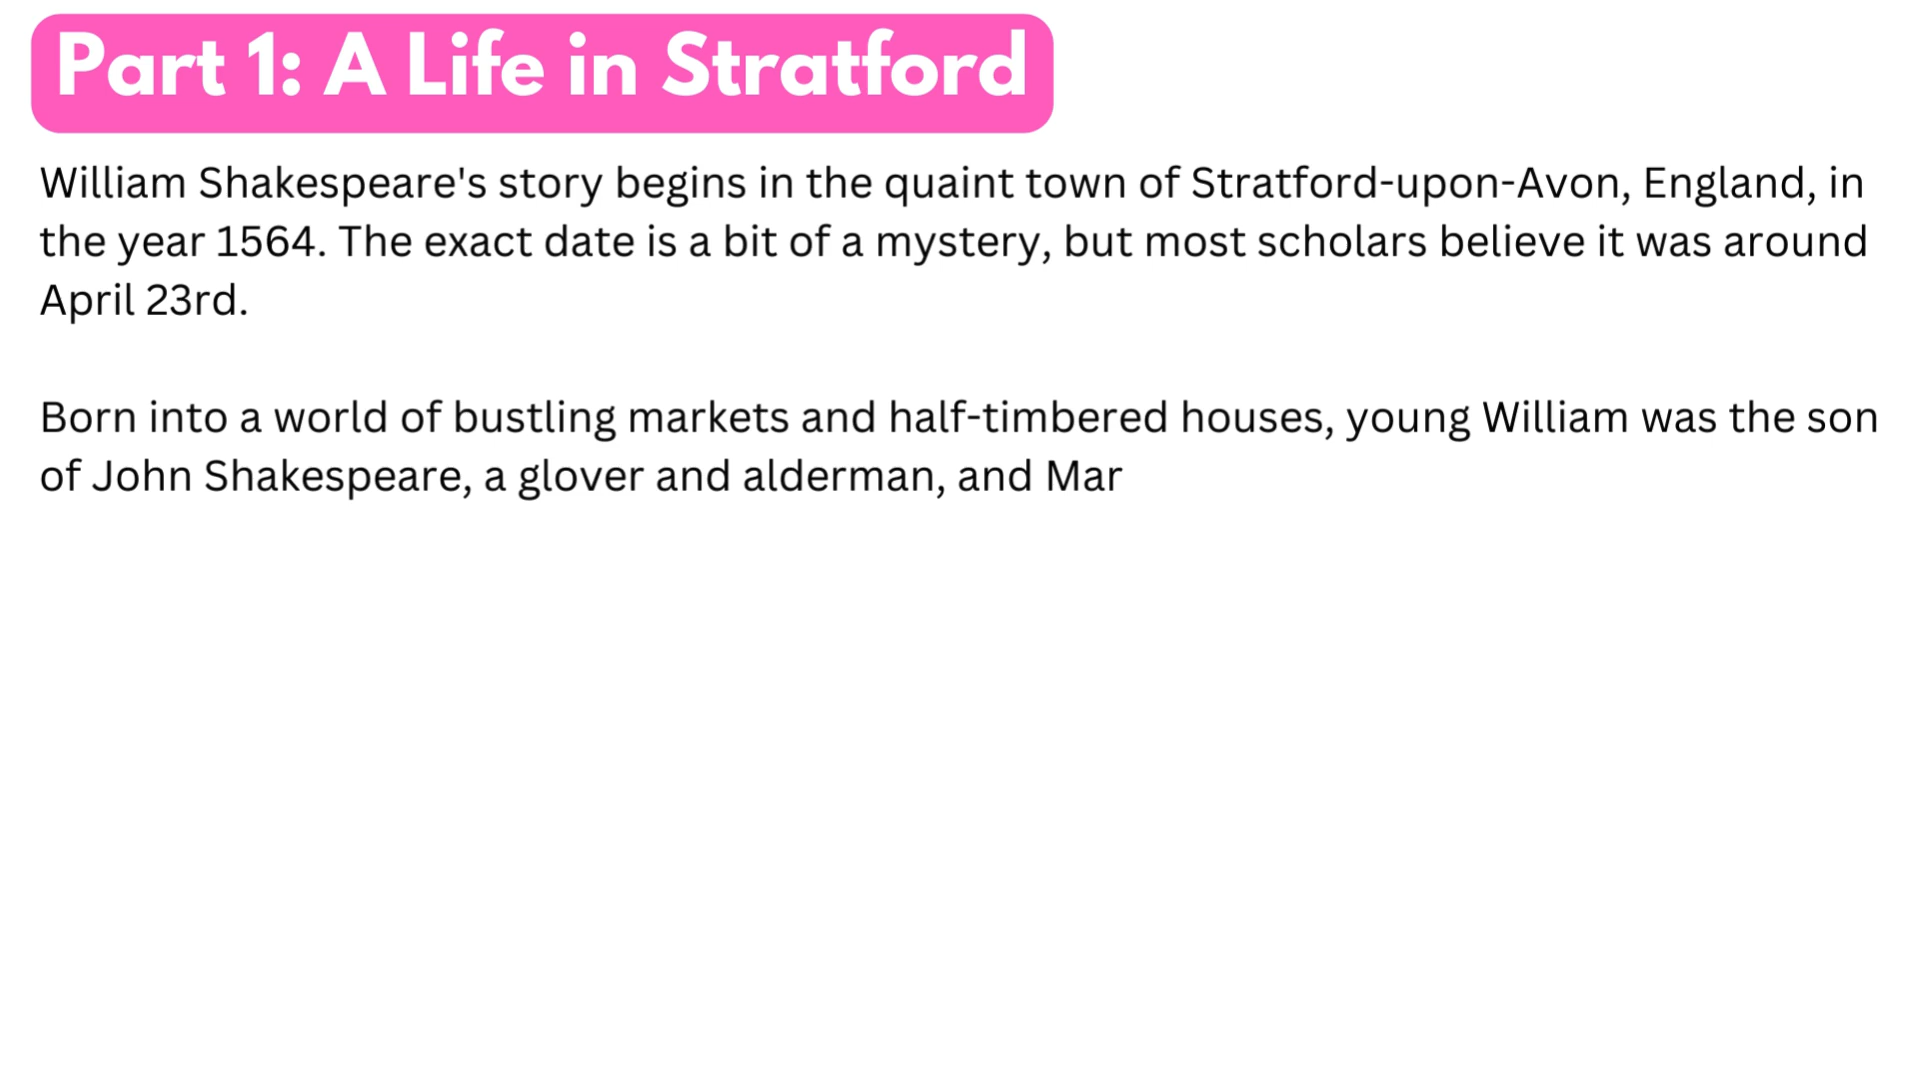 Part 1: A Life in Stratford
William Shakespeare's story begins in the quaint town of Stratford-upon-Avon, England, in
the year 1564. The exact date is a bit of a mystery, but most scholars believe it was around
April 23rd.
Born into a world of bustling markets and half-timbered houses, young William was the son
of John Shakespeare, a glover and alderman, and Mar